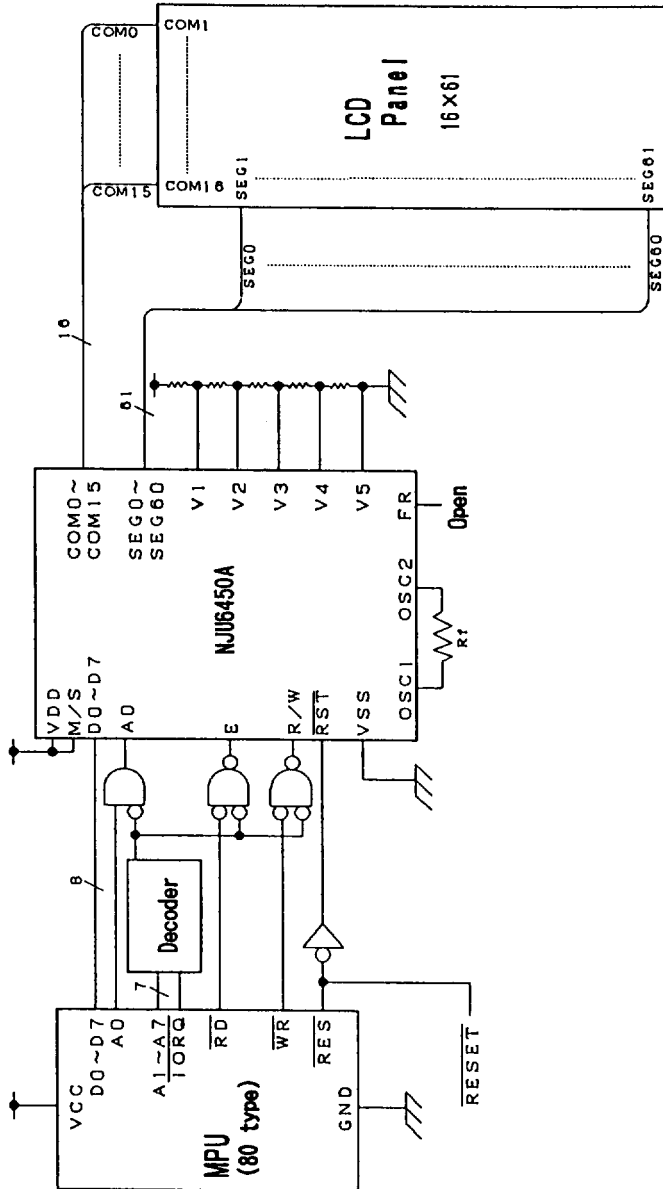 VCC
D0~D7
A0
A1~A7
IORQ
RD
WR
RES
GND
MPU
(80 type)
RESET
8
7
Decoder
VDD
M/S
D0~D7
A0
E
R/W
RST
VSS
OSC1
OSC2
FR
Rf
Open
NJU6450A
COM0~
COM15
SEG0~
SEG60
V1
V2
V3
V4
V5
16
61
COM0
COM15
COM1
COM16
SEG0
SEG60
SEG1
SEG61
LCD
Panel
16×61